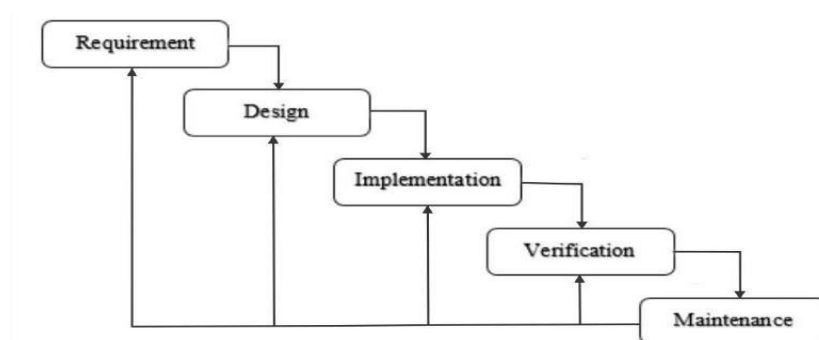 Requirement
Design
Implementation
Verification
Maintenance